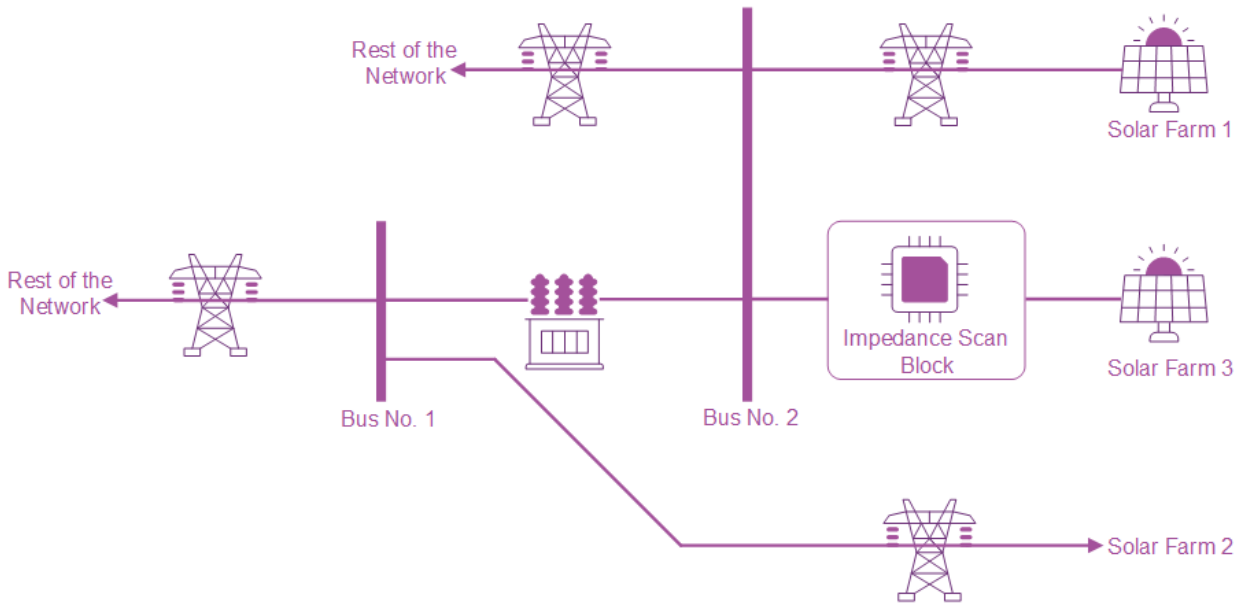 Rest of the
Network
Solar Farm 1
Rest of the
Network
Impedance Scan
Block
Solar Farm 3
Bus No. 1
Bus No. 2
Solar Farm 2